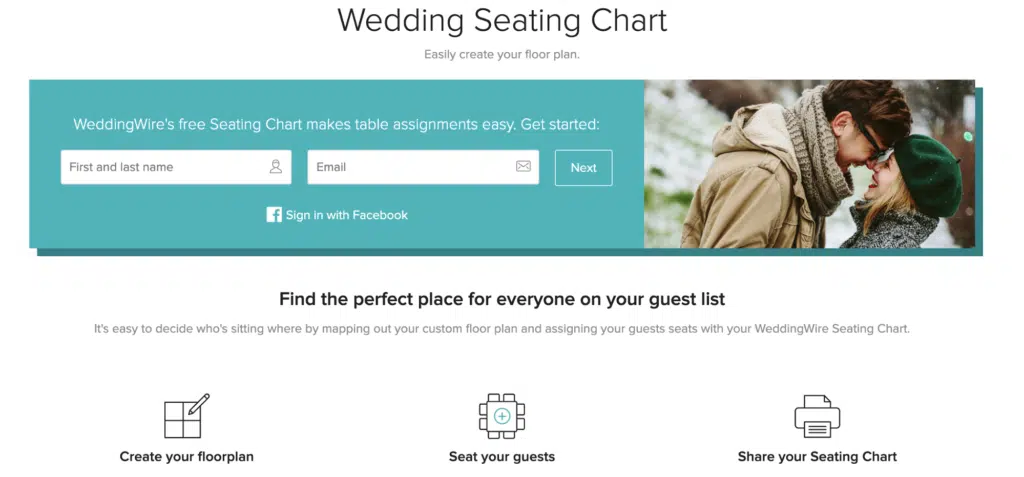 Wedding Seating Chart
Easily create your floor plan.
WeddingWire's free Seating Chart makes table assignments easy. Get started:
First and last name
Email
Next
Sign in with Facebook
Find the perfect place for everyone on your guest list
It's easy to decide who's sitting where by mapping out your custom floor plan and assigning your guests seats with your WeddingWire Seating Chart.
Create your floorplan
Seat your guests
Share your Seating Chart